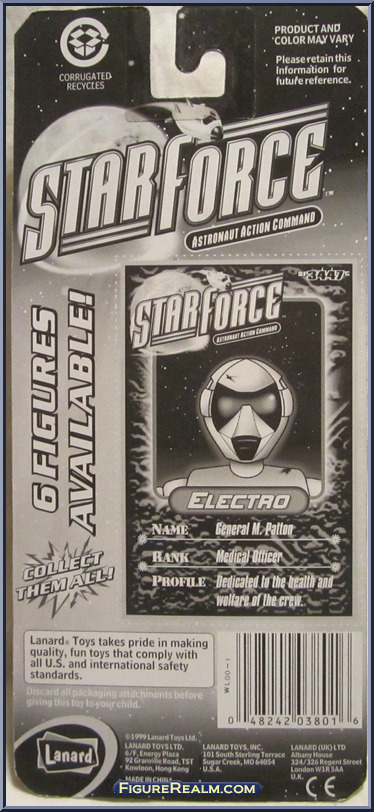 CORRUGATED
RECYCLES
PRODUCT AND
COLOR MAY VARY
Please retain this
information for
future reference.
STARFORCE™
ASTRONAUT ACTION COMMAND
6 FIGURES
AVAILABLE!
COLLECT
THEM ALL!
STARFORCE
ASTRONAUT ACTION COMMAND
ELECTRO
NAME General M. Patton
RANK Medical Officer
PROFILE Dedicated to the health and
welfare of the crew.
Lanard® Toys takes pride in making
quality, fun toys that comply with
all U.S. and international safety
standards.
Discard all packaging attachments before
giving this toy to your child.
WL00-1
0 48242 03801 6
Lanard®
©1999 Lanard Toys Ltd.
LANARD TOYS LTD.
6/F, Energy Plaza
92 Granville Road, TST
Kowloon, Hong Kong
MADE IN CHINA
LANARD TOYS, INC.
101 South Sterling Terrace
Sugar Creek, MO 64054
U.S.A.
LANARD (UK) LTD
Albany House
324/326 Regent Street
London W1R 5AA
U.K.
CE
FIGUREREALM.COM